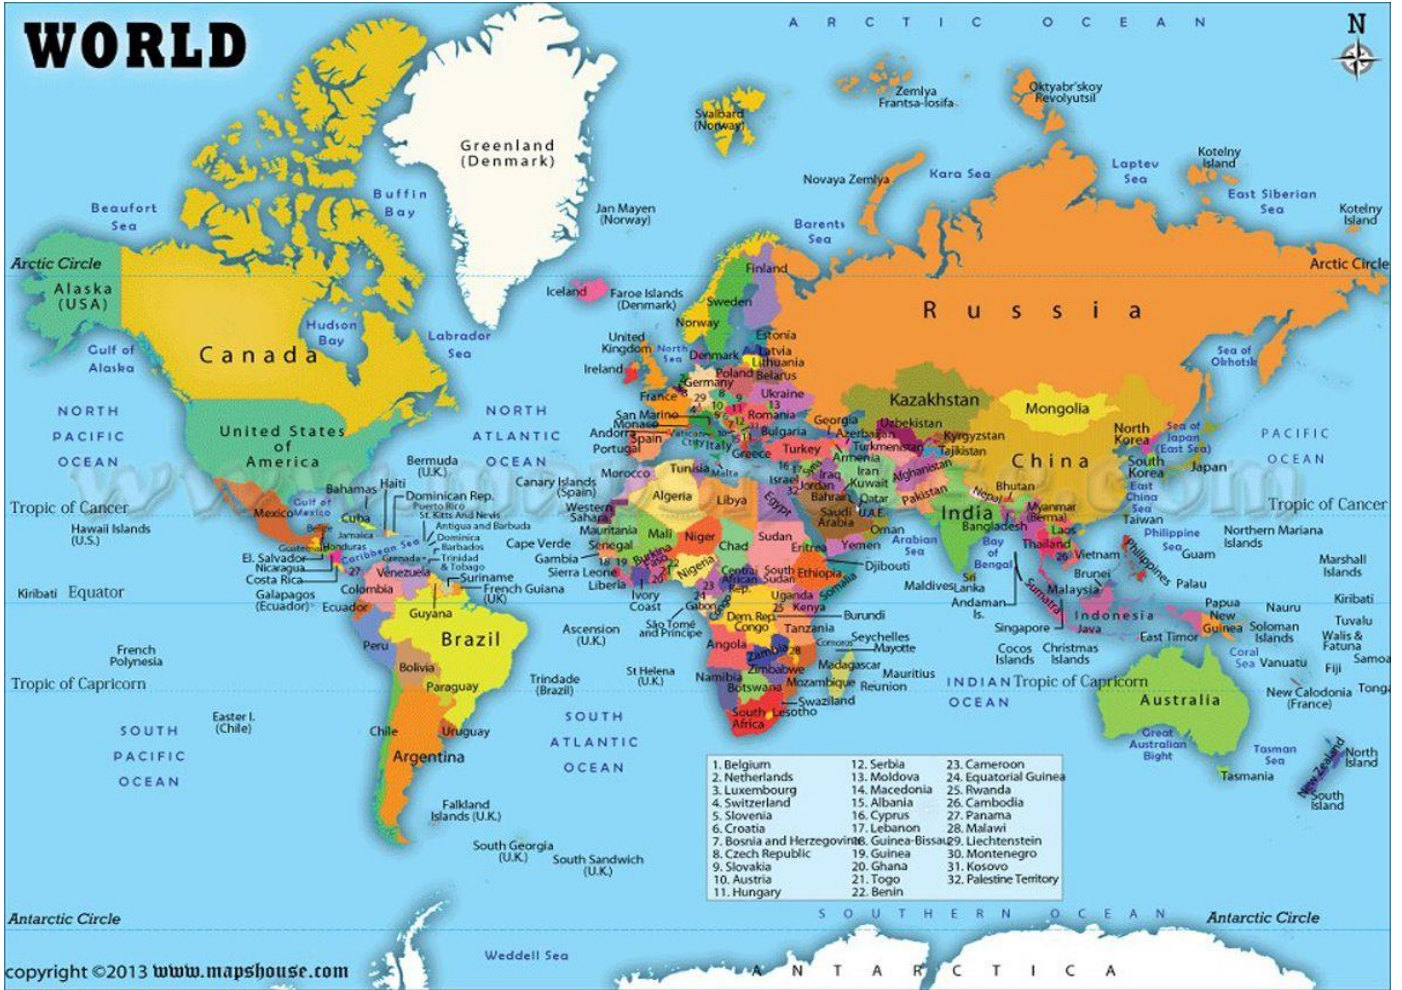 WORLD
ARCTIC OCEAN
N
Greenland
(Denmark)
Svalbard
(Norway)
Zemlya
Frantsa-Iosifa
Oktyabr'skoy
Revolyutsii
Kotelny
Island
Laptev
Sea
East Siberian
Sea
Kotelny
Island
Kara Sea
Novaya Zemlya
Barents
Sea
Jan Mayen
(Norway)
Buffin
Bay
Beaufort
Sea
Arctic Circle
Arctic Circle
Alaska
(USA)
Gulf of
Alaska
Canada
Hudson
Bay
Labrador
Sea
Iceland
Faroe Islands
(Denmark)
Finland
Sweden
Norway
Russia
United
Kingdom
North
Sea
Ireland
Denmark
Estonia
Latvia
Lithuania
Poland
Belarus
Germany
France
Ukraine
Romania
San Marino
Monaco
Andorra
Vatican
City
Italy
Bulgaria
Spain
Portugal
Greece
Turkey
Georgia
Azerbaijan
Armenia
Kazakhstan
Uzbekistan
Kyrgyzstan
Turkmenistan
Tajikistan
Mongolia
China
North
Korea
South
Korea
Sea of
Japan
(East Sea)
Japan
Sea of
Okhotsk
PACIFIC
OCEAN
NORTH
PACIFIC
OCEAN
NORTH
ATLANTIC
OCEAN
United States
of
America
Bermuda
(U.K.)
Canary Islands
(Spain)
Morocco
Tunisia
Malta
Algeria
Libya
Egypt
Israel
Syria
Iraq
Jordan
Iran
Kuwait
Bahrain
Qatar
U.A.E.
Saudi
Arabia
Oman
Yemen
Afghanistan
Pakistan
Nepal
Bhutan
India
Bangladesh
Myanmar
(Berma)
Laos
Thailand
Vietnam
East
China
Sea
Taiwan
Philippine
Sea
Philippines
Guam
Northern Mariana
Islands
Tropic of Cancer
Tropic of Cancer
Hawaii Islands
(U.S.)
Mexico
Gulf of
Mexico
Bahamas
Haiti
Dominican Rep.
Puerto Rico
St. Kitts And Nevis
Antigua and Barbuda
Dominica
Barbados
Grenada
Trinidad
& Tobago
Cuba
Jamaica
Belize
Guatemala
Honduras
Caribbean Sea
El. Salvador
Nicaragua
Costa Rica
Galapagos
(Ecuador)
Venezuela
Suriname
French Guiana
(UK)
Guyana
Colombia
Ecuador
Peru
Brazil
Bolivia
Paraguay
Chile
Uruguay
Argentina
Western
Sahara
Mauritania
Senegal
Cape Verde
Gambia
Sierra Leone
Liberia
Ivory
Coast
Mali
Burkina
Faso
Niger
Nigeria
Chad
Sudan
Eritrea
South
Sudan
Ethiopia
Djibouti
Somalia
Central
African
Rep.
Gabon
Congo
Dem. Rep.
Congo
Uganda
Kenya
Burundi
Tanzania
São Tomé
and Principe
Angola
Zambia
Zimbabwe
Namibia
Botswana
Mozambique
Madagascar
Comoros
Seychelles
Mayotte
Mauritius
Reunion
Swaziland
Lesotho
South
Africa
Arabian
Sea
Bay
of
Bengal
Maldives
Sri
Lanka
Andaman
Is.
Sumatra
Singapore
Malaysia
Brunei
Indonesia
Java
East Timor
Palau
Papua
New
Guinea
Cocos
Islands
Christmas
Islands
Marshall
Islands
Kiribati
Nauru
Tuvalu
Soloman
Islands
Walis &
Fatuna
Coral
Sea
Vanuatu
Fiji
Samoa
Tonga
New Calodonia
(France)
Kiribati
Equator
French
Polynesia
Tropic of Capricorn
Tropic of Capricorn
INDIAN
OCEAN
Ascension
(U.K.)
St Helena
(U.K.)
Trindade
(Brazil)
Easter I.
(Chile)
SOUTH
PACIFIC
OCEAN
SOUTH
ATLANTIC
OCEAN
Australia
Great
Australian
Bight
Tasman
Sea
Tasmania
New Zealand
North
Island
South
Island
Falkland
Islands (U.K.)
South Georgia
(U.K.)
South Sandwich
(U.K.)
1. Belgium
2. Netherlands
3. Luxembourg
4. Switzerland
5. Slovenia
6. Croatia
7. Bosnia and Herzegovina
8. Czech Republic
9. Slovakia
10. Austria
11. Hungary
12. Serbia
13. Moldova
14. Macedonia
15. Albania
16. Cyprus
17. Lebanon
18. Guinea-Bissau
19. Guinea
20. Ghana
21. Togo
22. Benin
23. Cameroon
24. Equatorial Guinea
25. Rwanda
26. Cambodia
27. Panama
28. Malawi
29. Liechtenstein
30. Montenegro
31. Kosovo
32. Palestine Territory
Antarctic Circle
SOUTHERN OCEAN
Antarctic Circle
Weddell Sea
ANTARCTICA
copyright ©2013 www.mapshouse.com